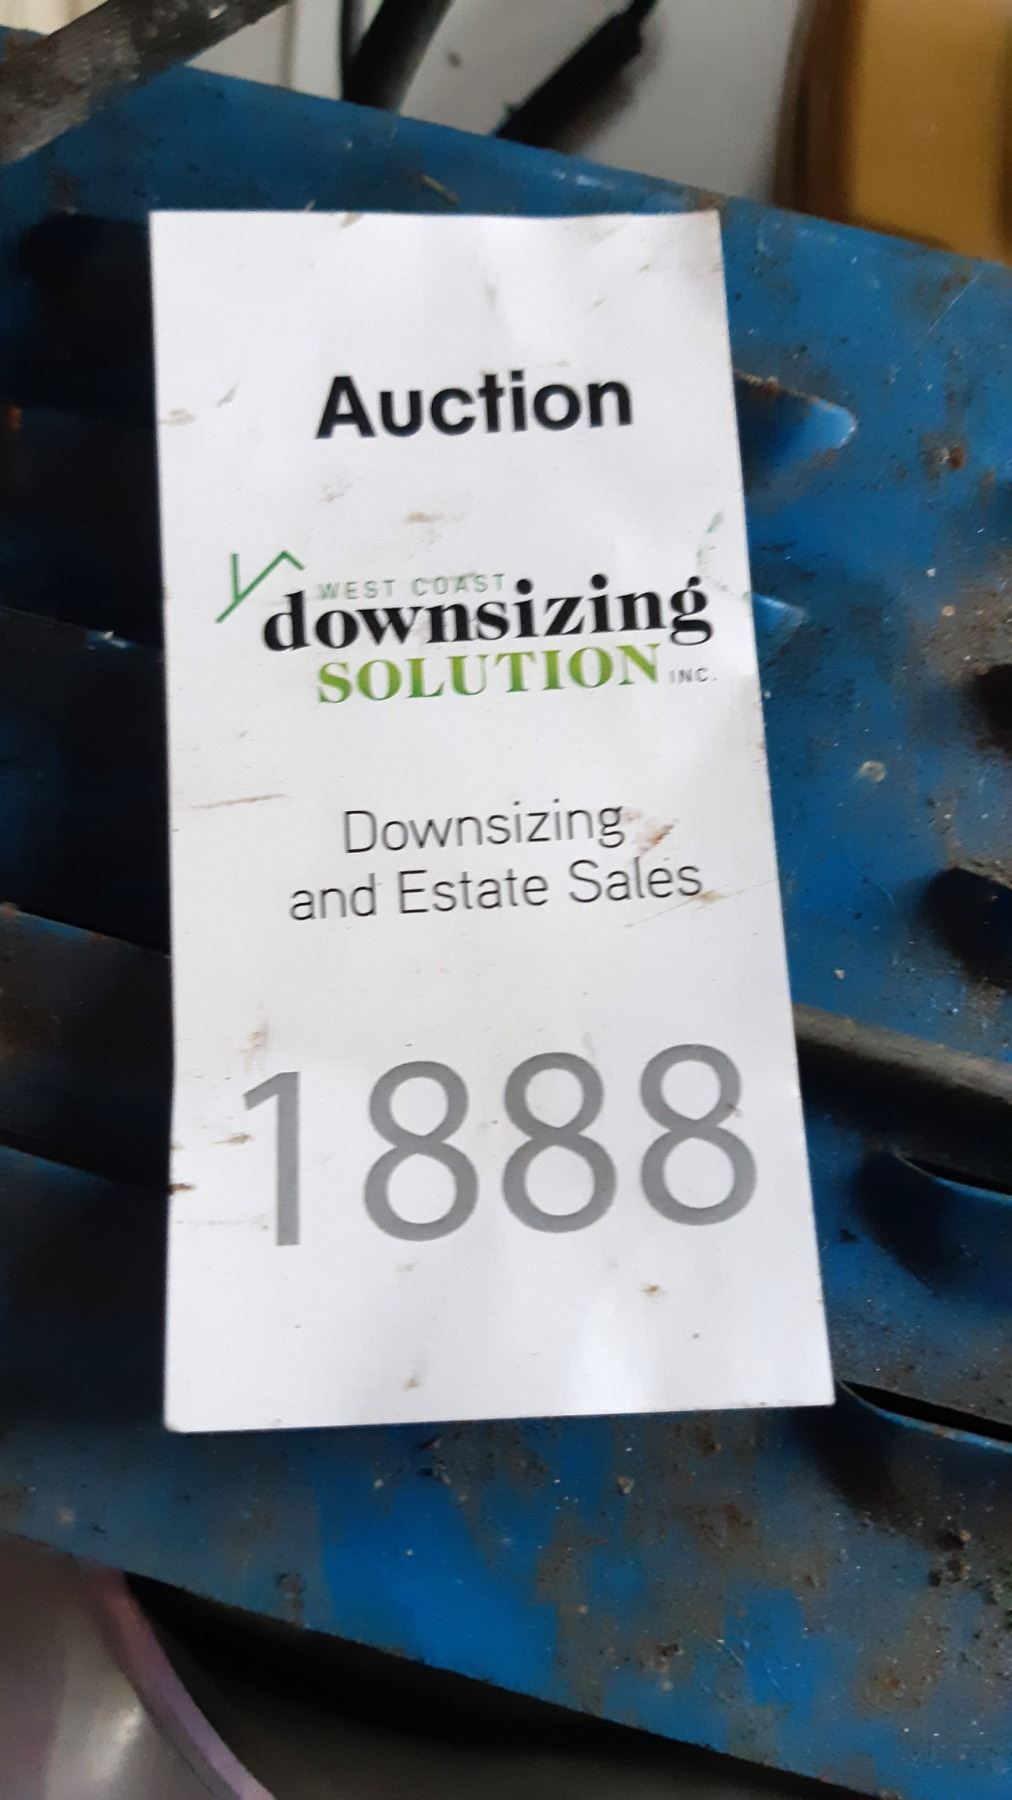 Auction
WEST COAST
downsizing
SOLUTION INC.
Downsizing
and Estate Sales
1888